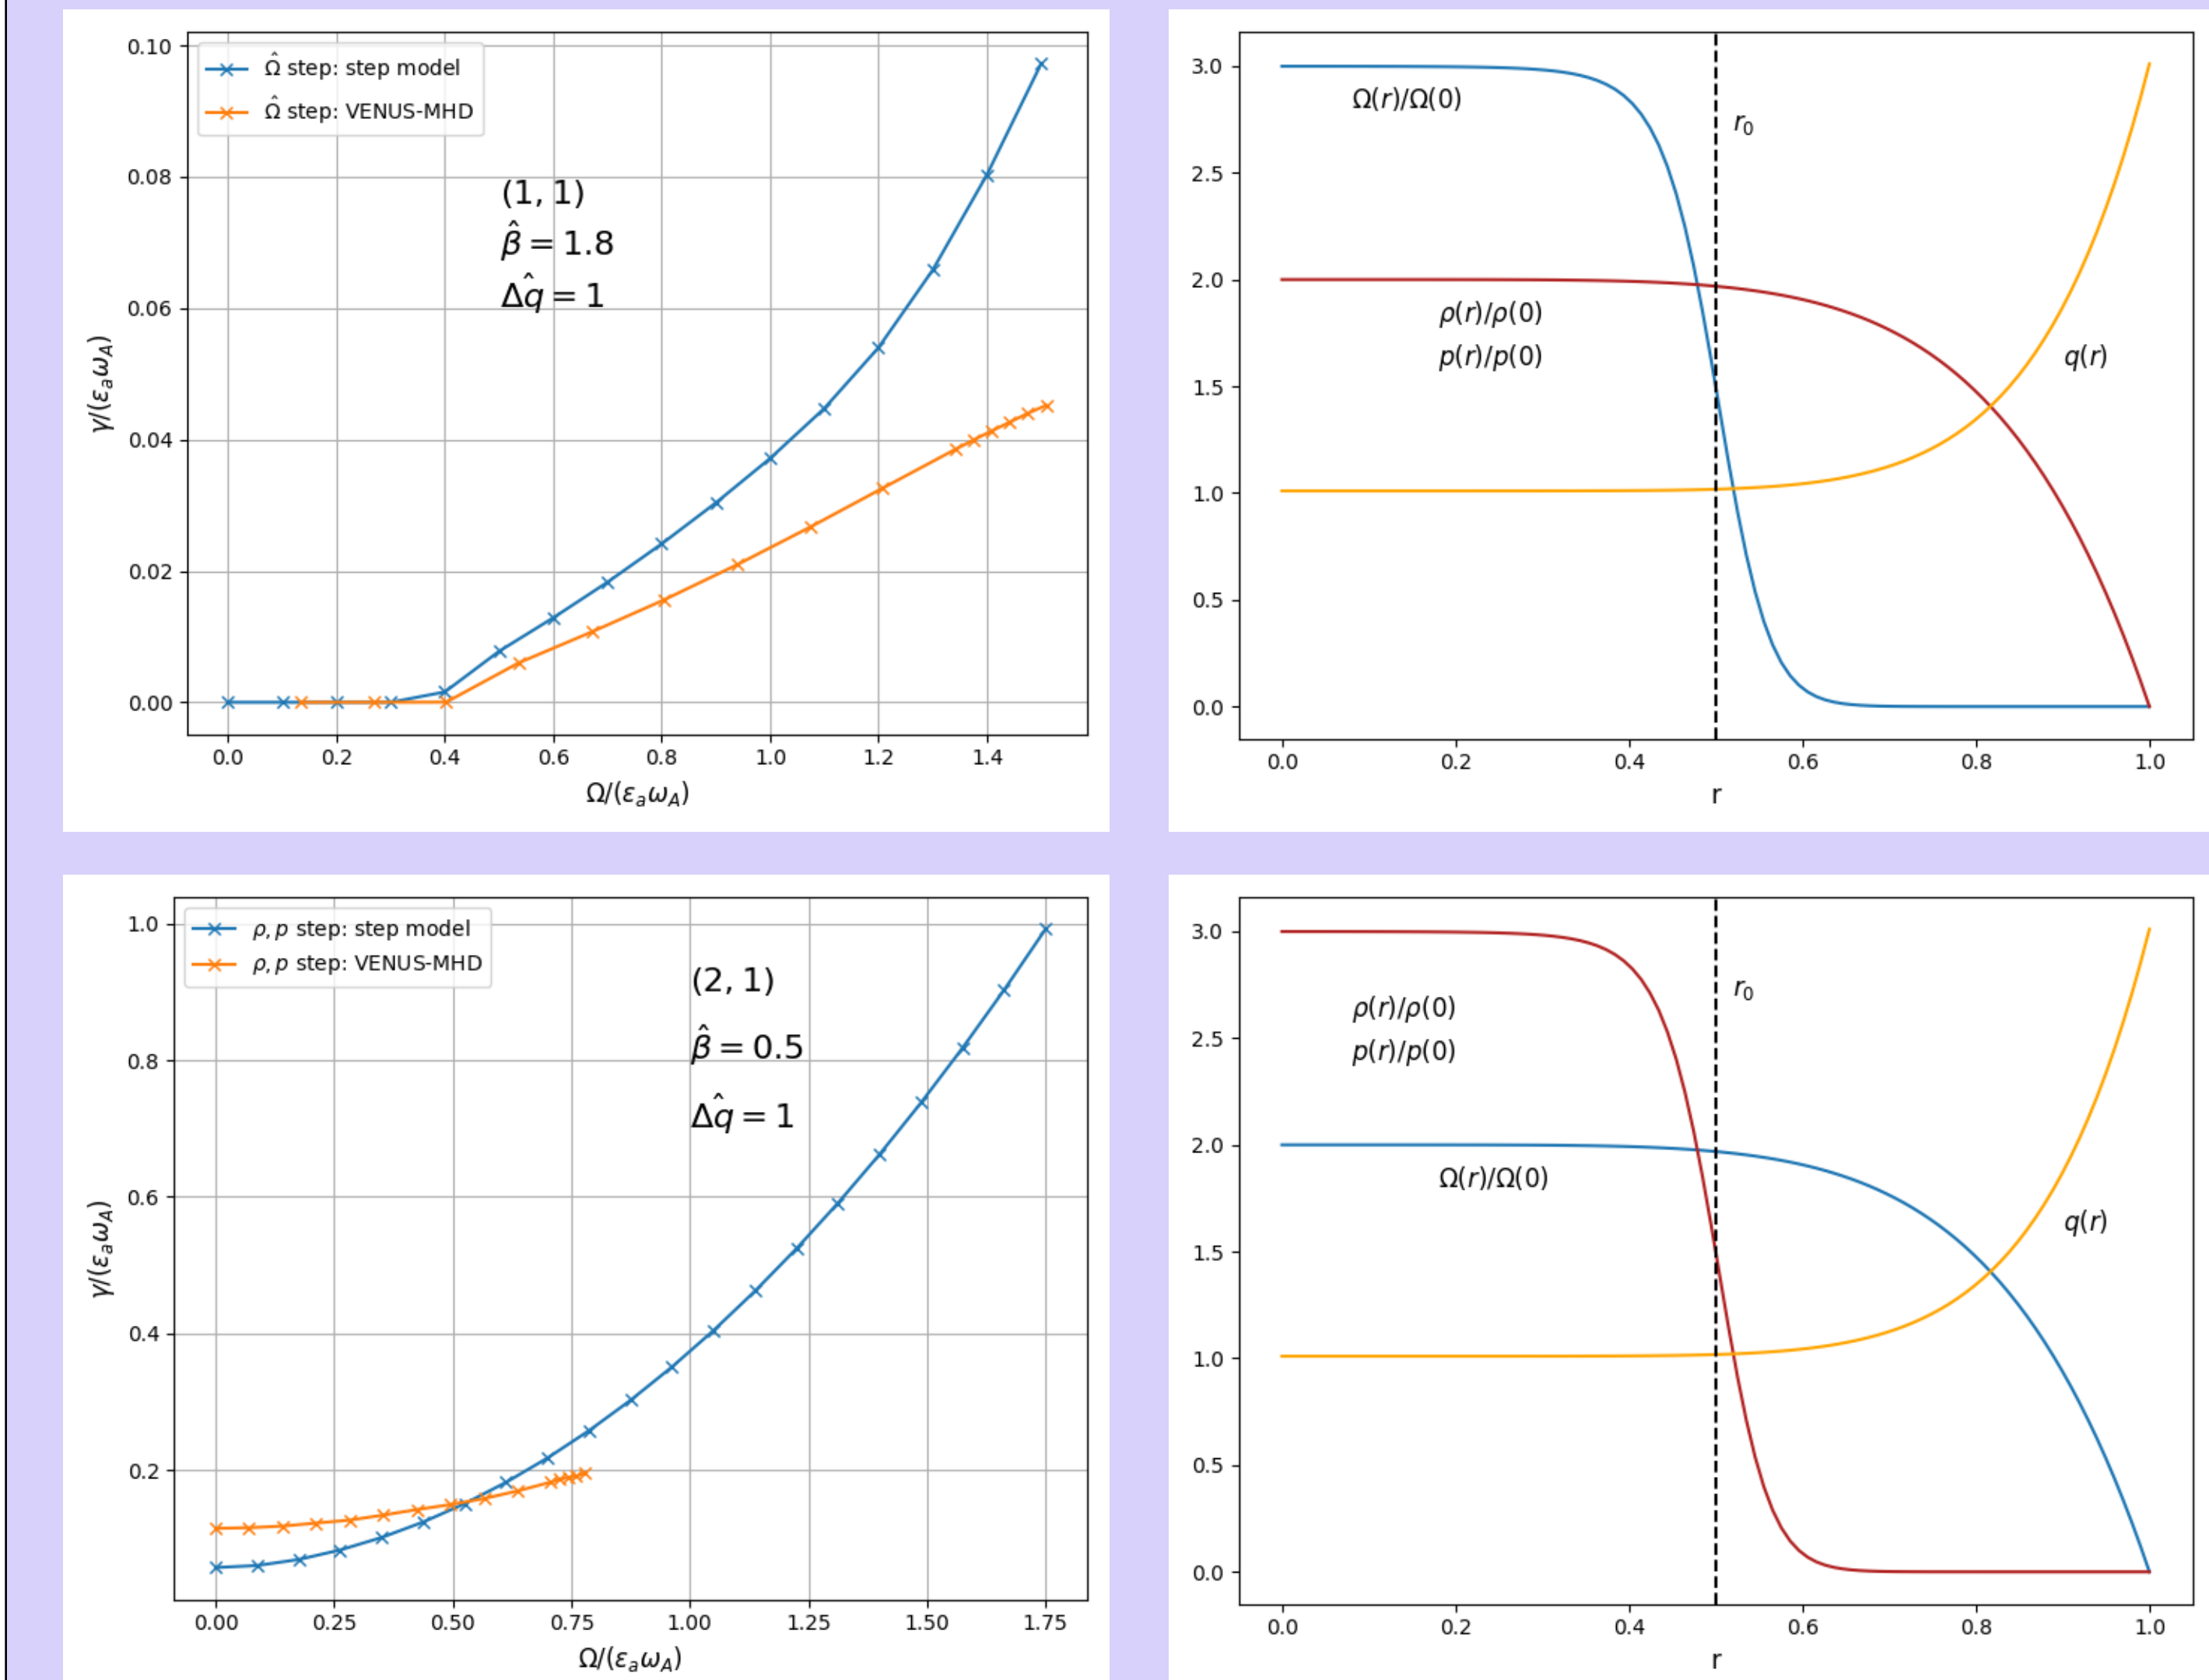 0.10
0.08
0.06
0.04
0.02
0.00
γ/(ε_a ω_A)
Ω̂ step: step model
Ω̂ step: VENUS-MHD
(1, 1)
β̂ = 1.8
Δq̂ = 1
0.0 0.2 0.4 0.6 0.8 1.0 1.2 1.4
Ω/(ε_a ω_A)
3.0
2.5
2.0
1.5
1.0
0.5
0.0
Ω(r)/Ω(0)
r₀
ρ(r)/ρ(0)
p(r)/p(0)
q(r)
0.0 0.2 0.4 0.6 0.8 1.0
r
1.0
0.8
0.6
0.4
0.2
γ/(ε_a ω_A)
ρ, p step: step model
ρ, p step: VENUS-MHD
(2, 1)
β̂ = 0.5
Δq̂ = 1
0.00 0.25 0.50 0.75 1.00 1.25 1.50 1.75
Ω/(ε_a ω_A)
3.0
2.5
2.0
1.5
1.0
0.5
0.0
r₀
ρ(r)/ρ(0)
p(r)/p(0)
Ω(r)/Ω(0)
q(r)
0.0 0.2 0.4 0.6 0.8 1.0
r